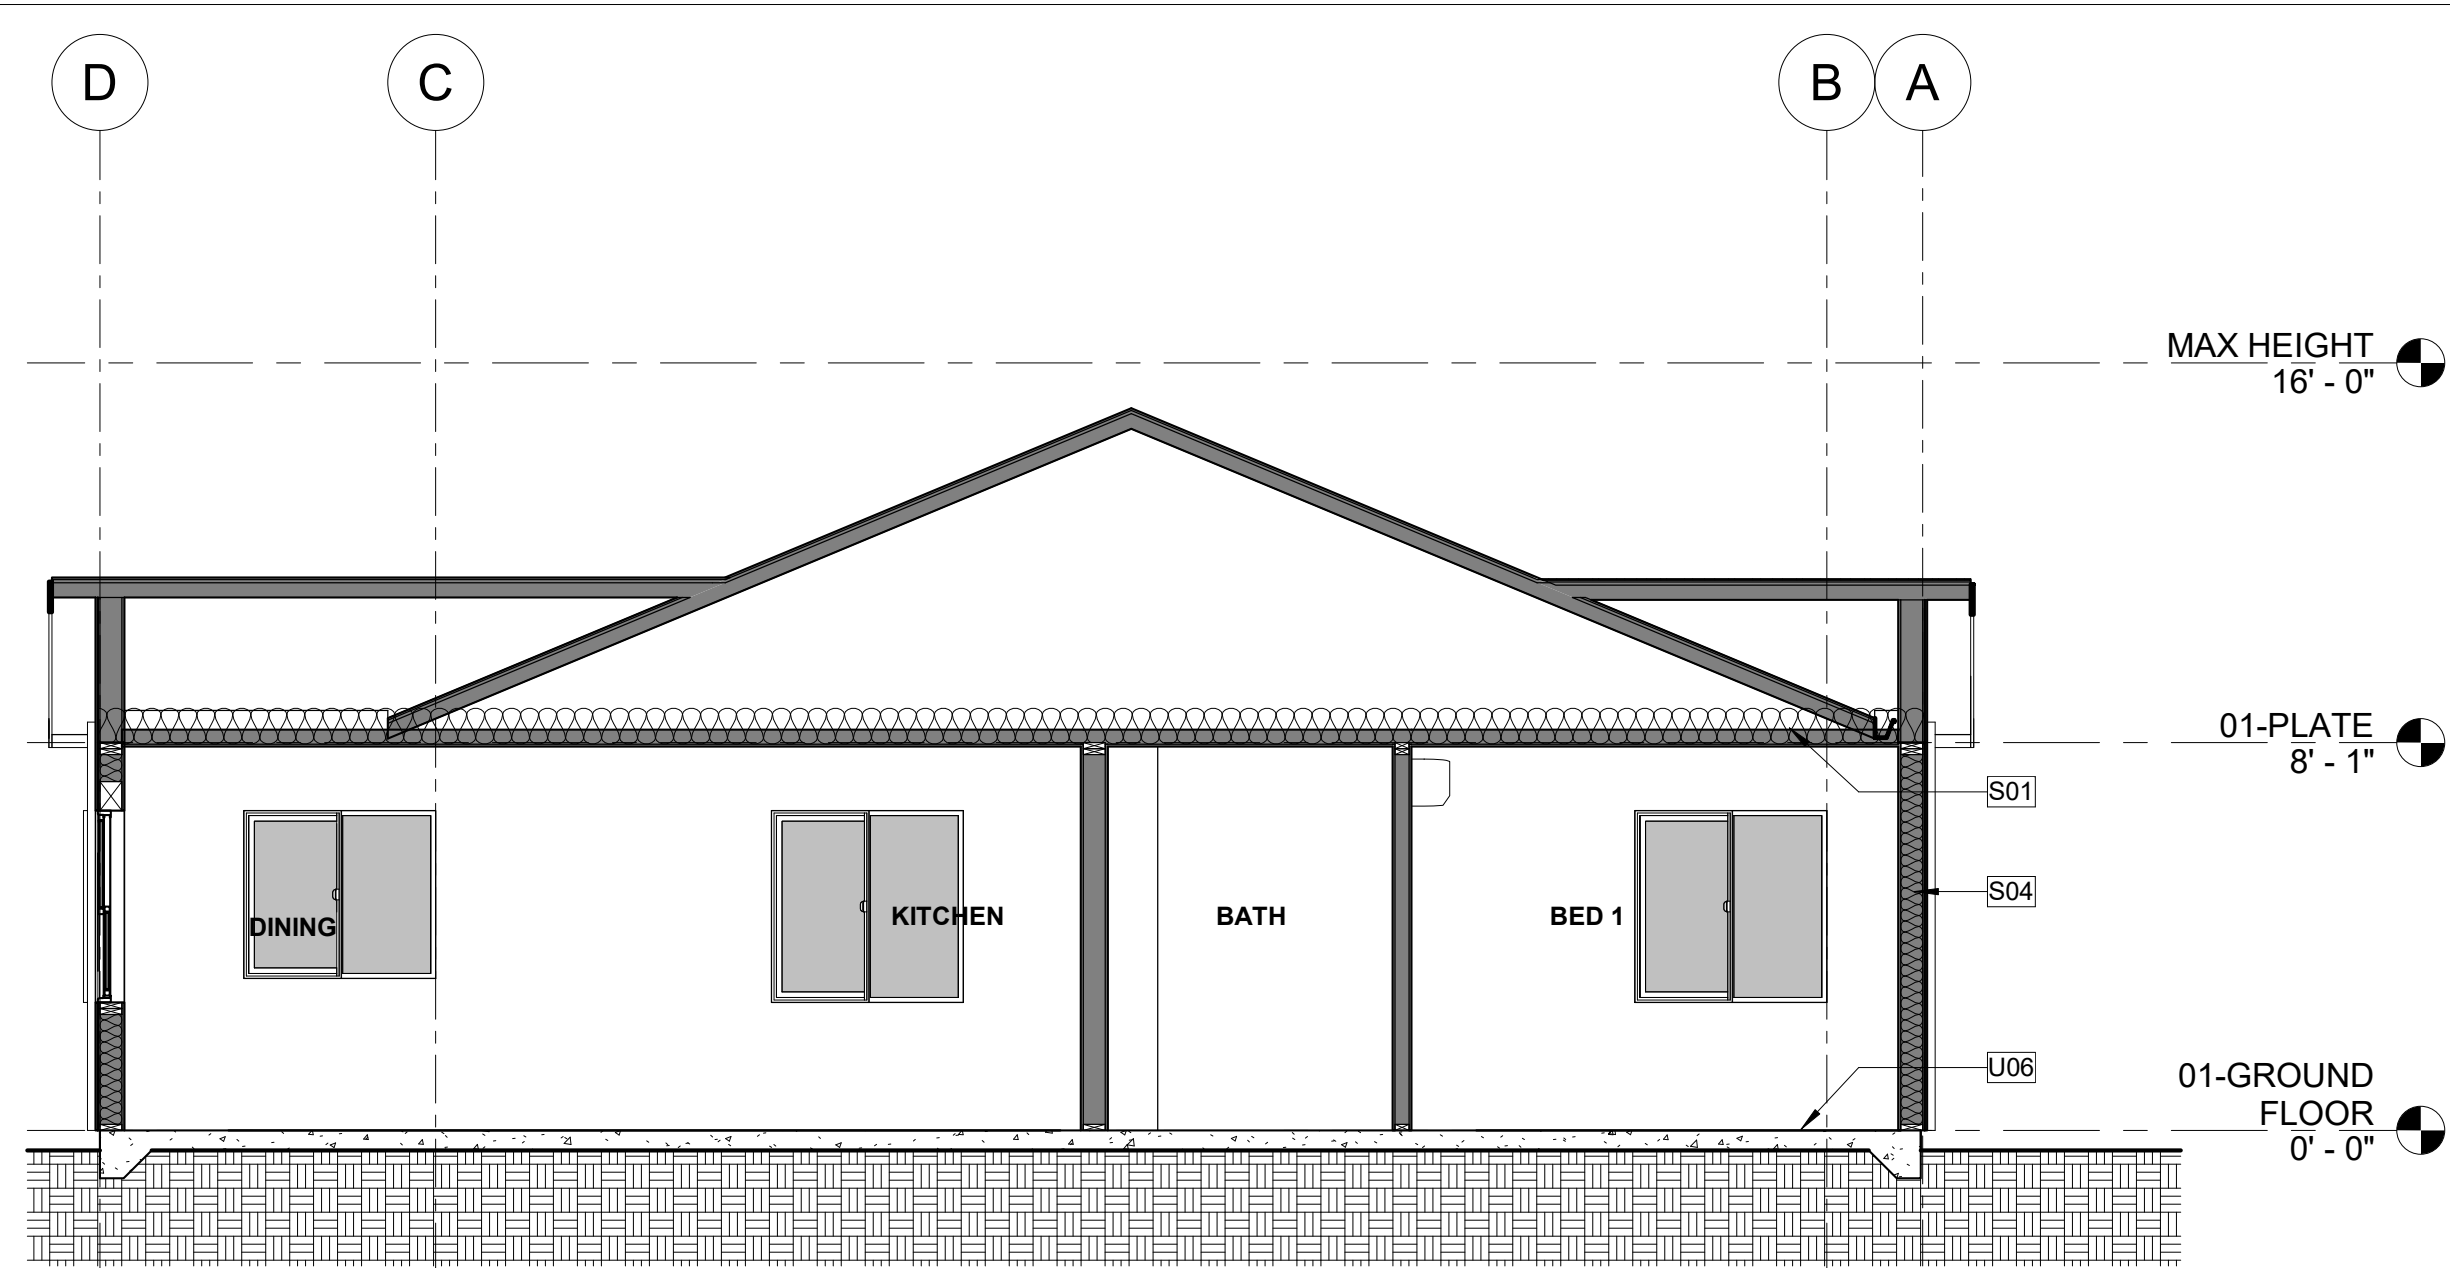 D
C
B
A
MAX HEIGHT
16' - 0"
01-PLATE
8' - 1"
S01
S04
DINING
KITCHEN
BATH
BED 1
U06
01-GROUND
FLOOR
0' - 0"